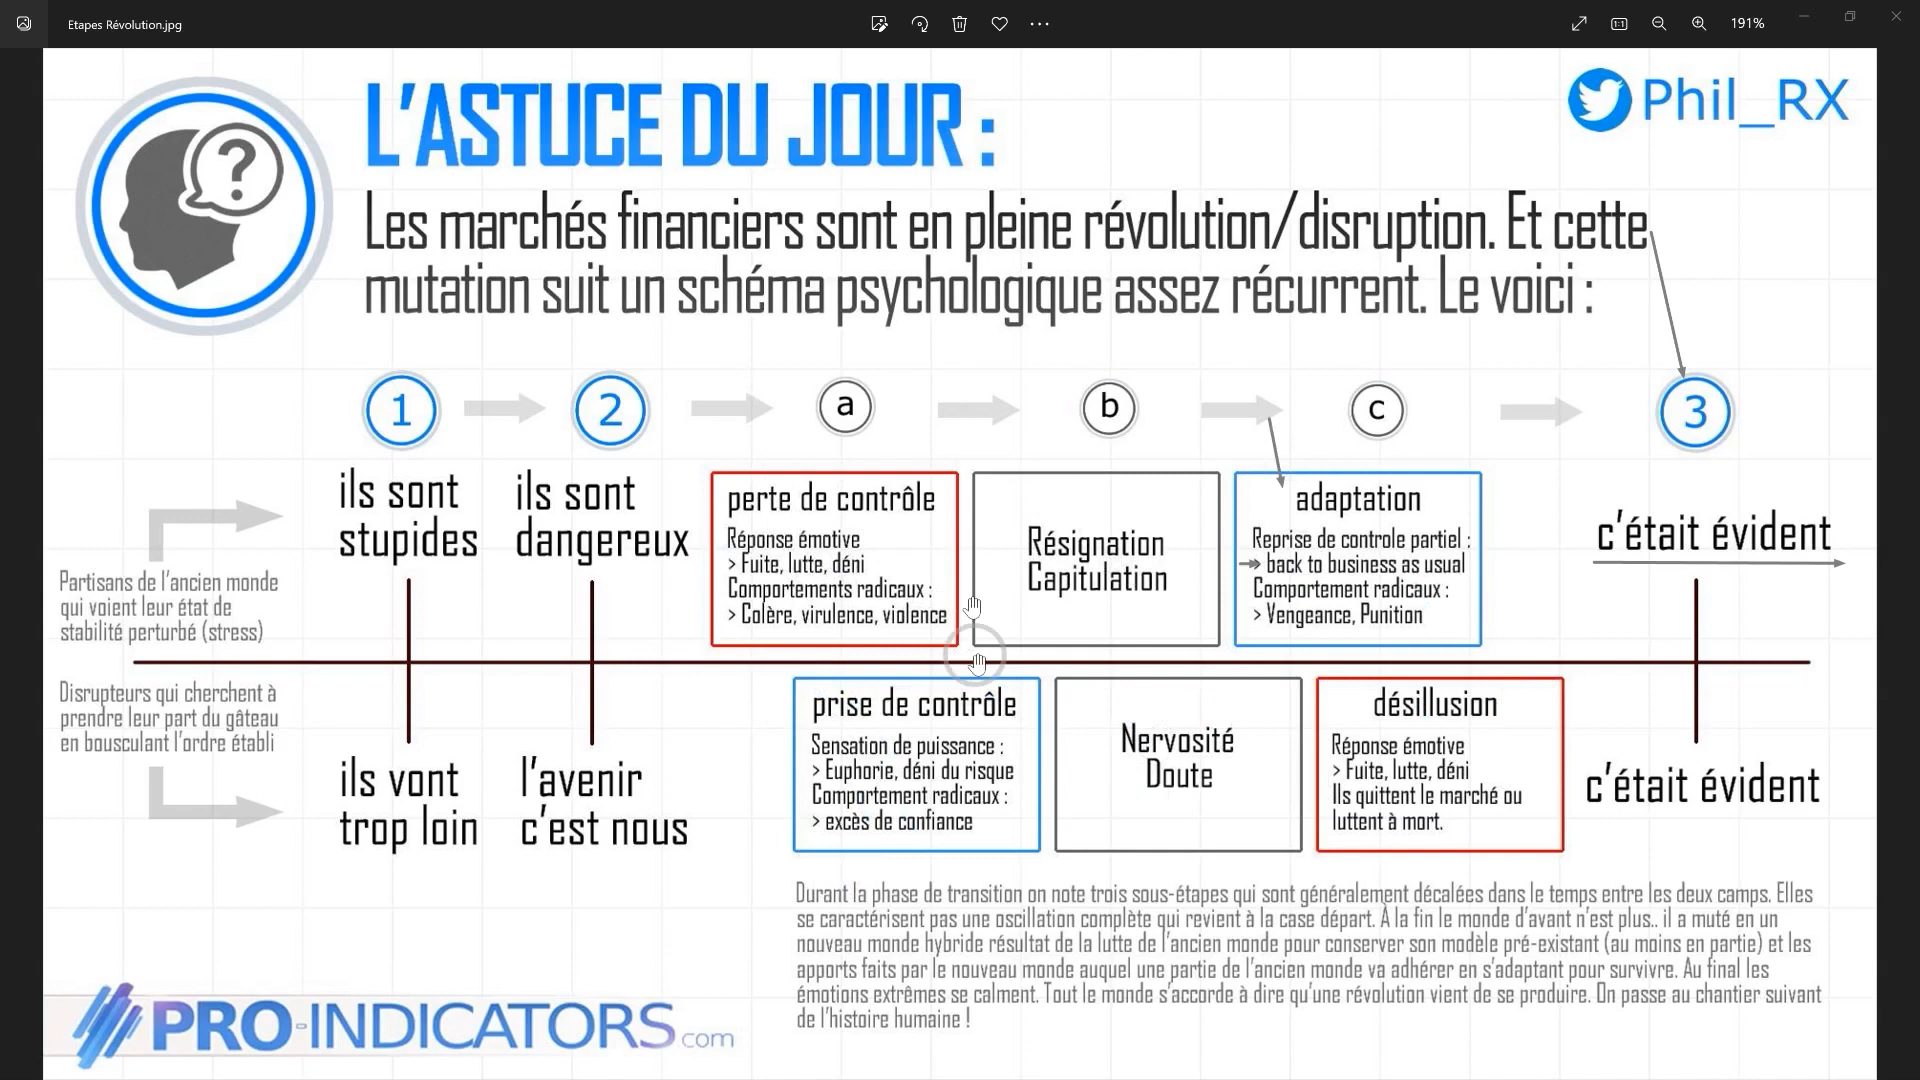 Etapes Révolution.jpg
191%
L'ASTUCE DU JOUR :
Phil_RX
Les marchés financiers sont en pleine révolution/disruption. Et cette
mutation suit un schéma psychologique assez récurrent. Le voici :
1
2
a
b
c
3
ils sont
stupides
ils sont
dangereux
perte de contrôle
Réponse émotive
> Fuite, lutte, déni
Comportements radicaux :
> Colère, virulence, violence
Résignation
Capitulation
adaptation
Reprise de controle partiel :
> back to business as usual
Comportement radicaux :
> Vengeance, Punition
c'était évident
Partisans de l'ancien monde
qui voient leur état de
stabilité perturbé (stress)
Disrupteurs qui cherchent à
prendre leur part du gâteau
en bousculant l'ordre établi
ils vont
trop loin
l'avenir
c'est nous
prise de contrôle
Sensation de puissance :
> Euphorie, déni du risque
Comportement radicaux :
> excès de confiance
Nervosité
Doute
désillusion
Réponse émotive
> Fuite, lutte, déni
Ils quittent le marché ou
luttent à mort.
c'était évident
Durant la phase de transition on note trois sous-étapes qui sont généralement décalées dans le temps entre les deux camps. Elles
se caractérisent pas une oscillation complète qui revient à la case départ. À la fin le monde d'avant n'est plus.. il a muté en un
nouveau monde hybride résultat de la lutte de l'ancien monde pour conserver son modèle pré-existant (au moins en partie) et les
apports faits par le nouveau monde auquel une partie de l'ancien monde va adhérer en s'adaptant pour survivre. Au final les
émotions extrêmes se calment. Tout le monde s'accorde à dire qu'une révolution vient de se produire. On passe au chantier suivant
de l'histoire humaine !
PRO-INDICATORS.com